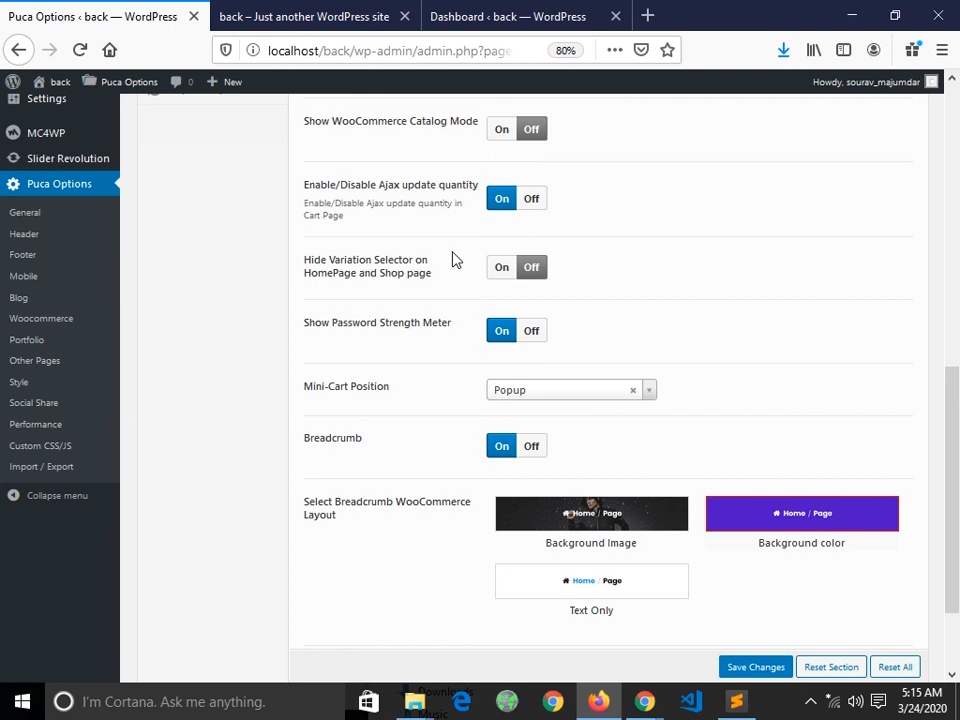 Puca Options ‹ back — WordPress
back – Just another WordPress site
Dashboard ‹ back — WordPress
localhost/back/wp-admin/admin.php?page
80%
back
Puca Options
0
New
Howdy, sourav_majumdar
Settings
MC4WP
Slider Revolution
Puca Options
General
Header
Footer
Mobile
Blog
Woocommerce
Portfolio
Other Pages
Style
Social Share
Performance
Custom CSS/JS
Import / Export
Collapse menu
Show WooCommerce Catalog Mode
On Off
Enable/Disable Ajax update quantity
Enable/Disable Ajax update quantity in
Cart Page
On Off
Hide Variation Selector on
HomePage and Shop page
On Off
Show Password Strength Meter
On Off
Mini-Cart Position
Popup
Breadcrumb
On Off
Select Breadcrumb WooCommerce
Layout
Home / Page
Background Image
Home / Page
Background color
Home / Page
Text Only
Save Changes
Reset Section
Reset All
Downloads
Music
I'm Cortana. Ask me anything.
5:15 AM
3/24/2020